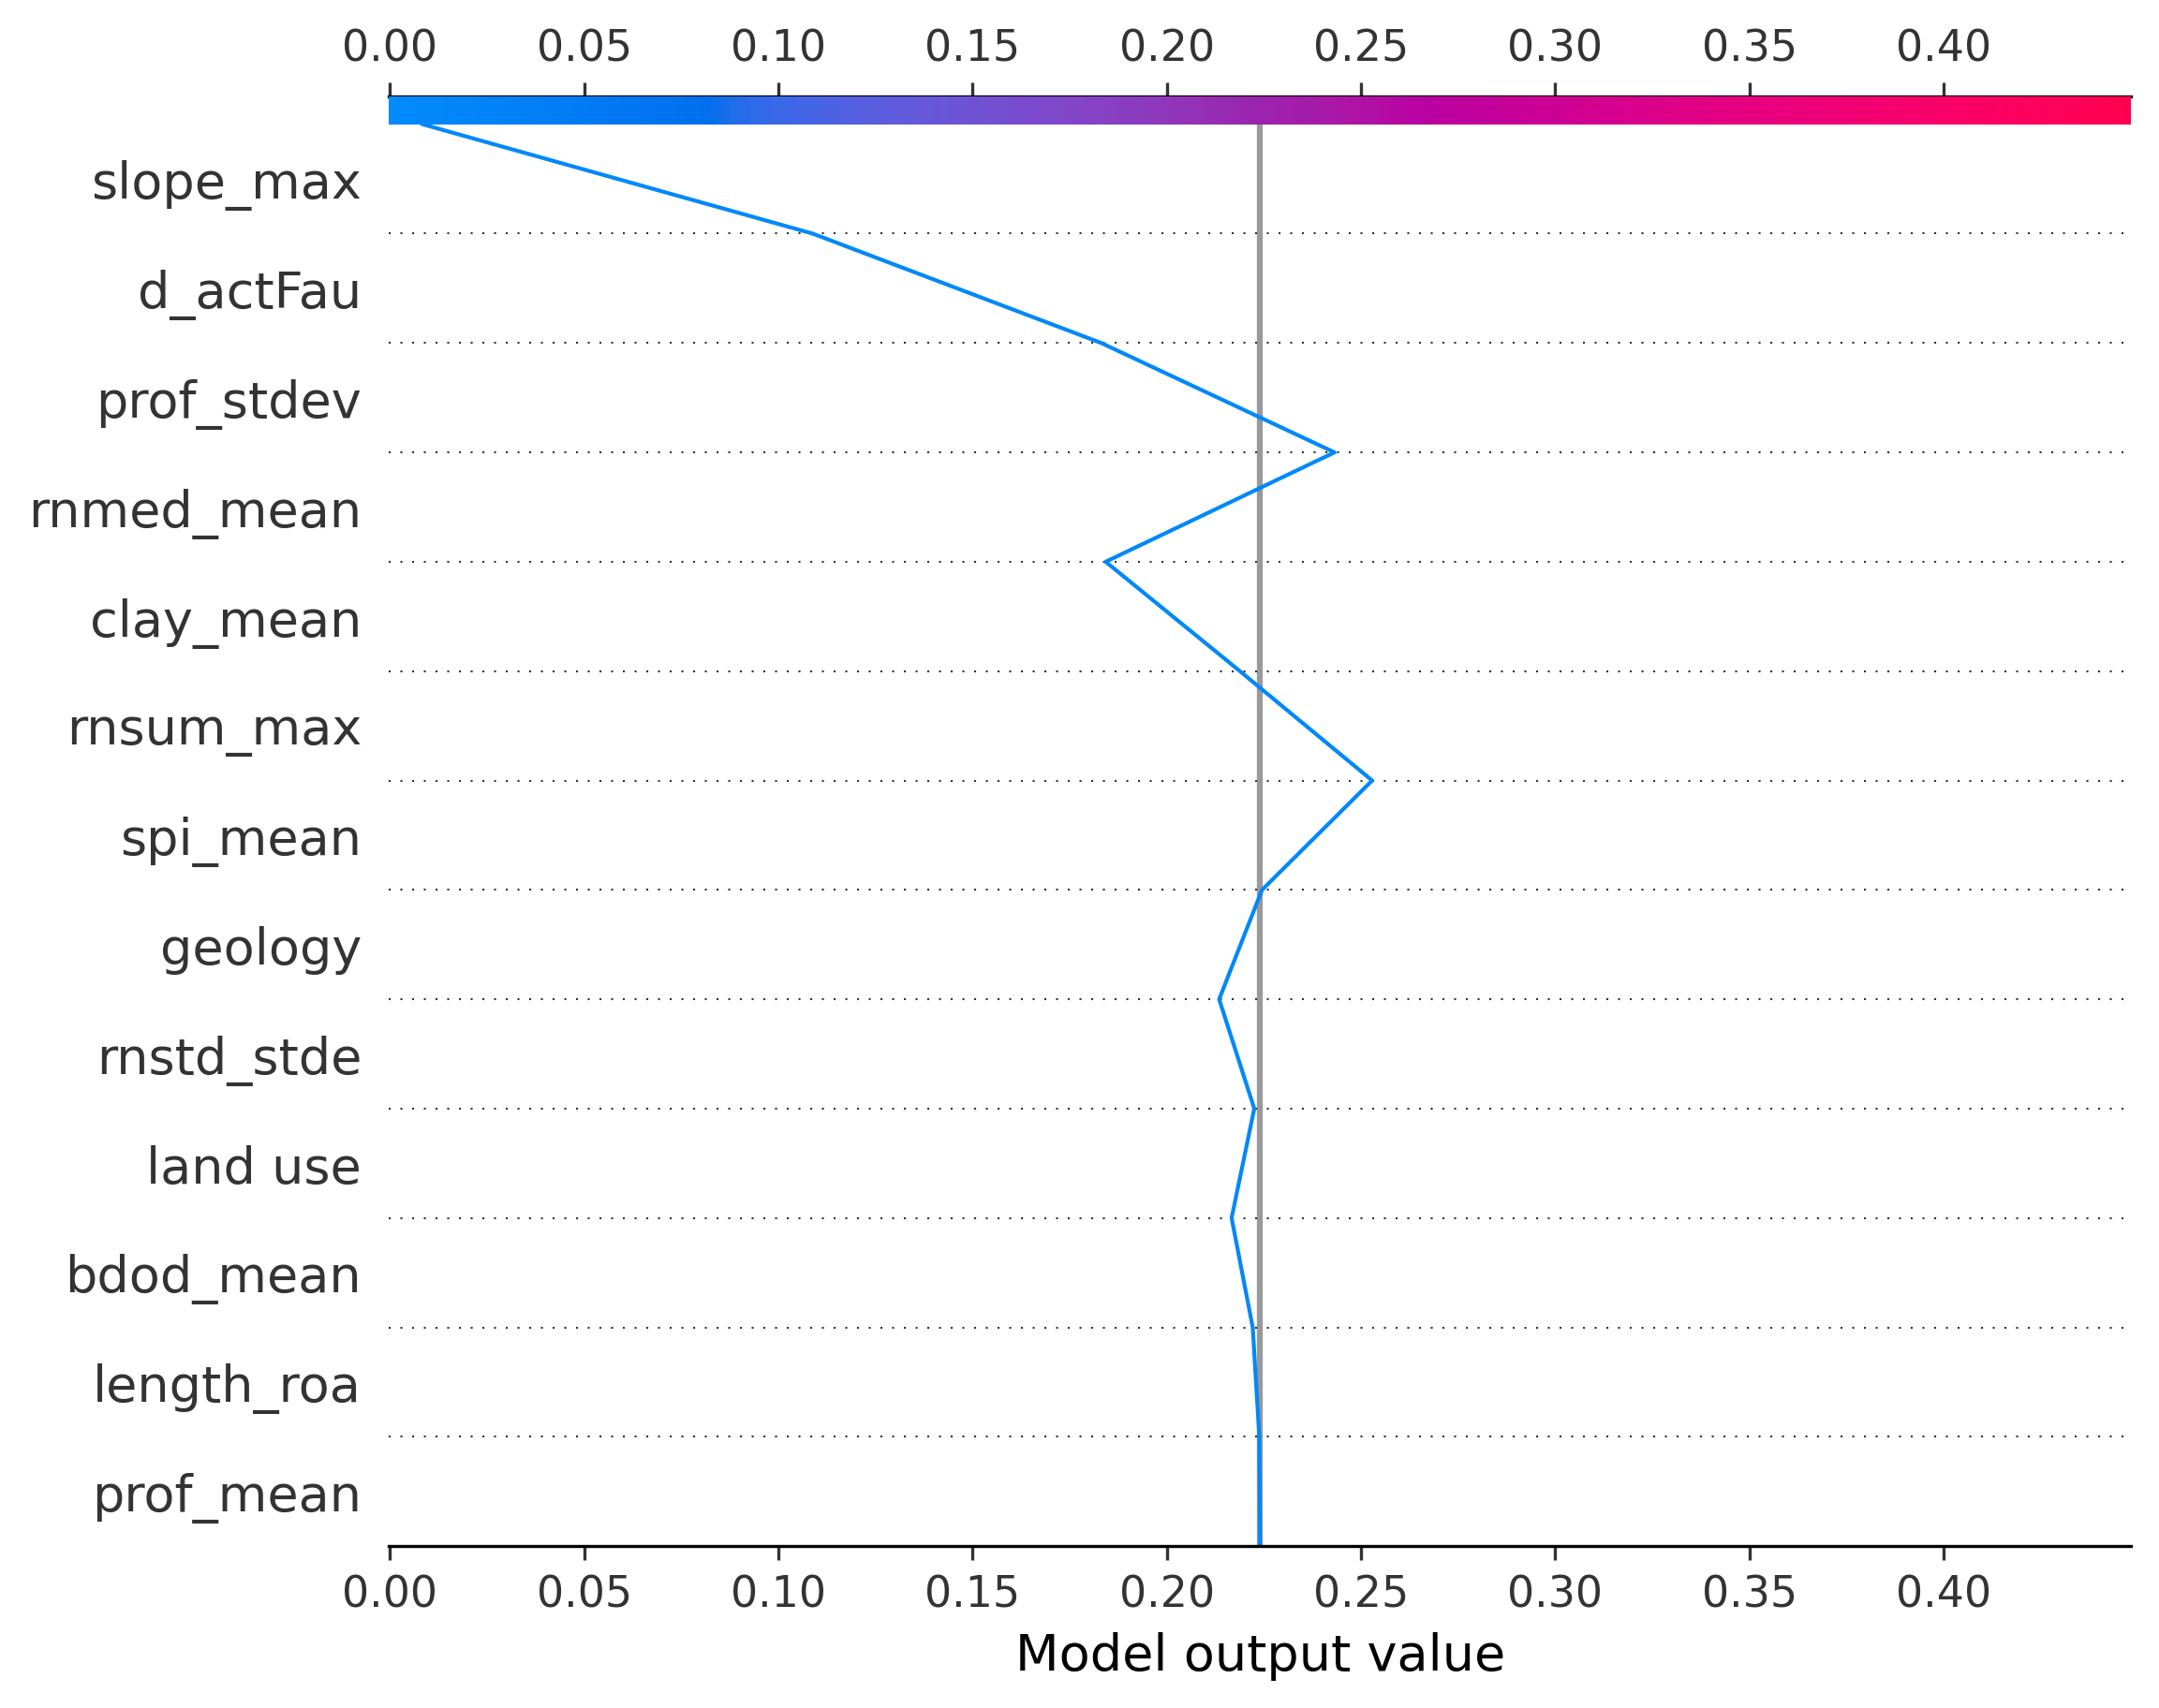 0.00 0.05 0.10 0.15 0.20 0.25 0.30 0.35 0.40
slope_max
d_actFau
prof_stdev
rnmed_mean
clay_mean
rnsum_max
spi_mean
geology
rnstd_stde
land use
bdod_mean
length_roa
prof_mean
0.00 0.05 0.10 0.15 0.20 0.25 0.30 0.35 0.40
Model output value